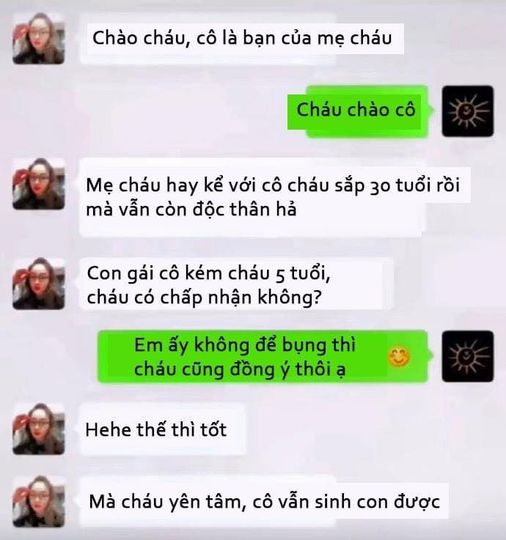 Chào cháu, cô là bạn của mẹ cháu
Cháu chào cô
Mẹ cháu hay kể với cô cháu sắp 30 tuổi rồi
mà vẫn còn độc thân hả
Con gái cô kém cháu 5 tuổi,
cháu có chấp nhận không?
Em ấy không để bụng thì
cháu cũng đồng ý thôi ạ
Hehe thế thì tốt
Mà cháu yên tâm, cô vẫn sinh con được